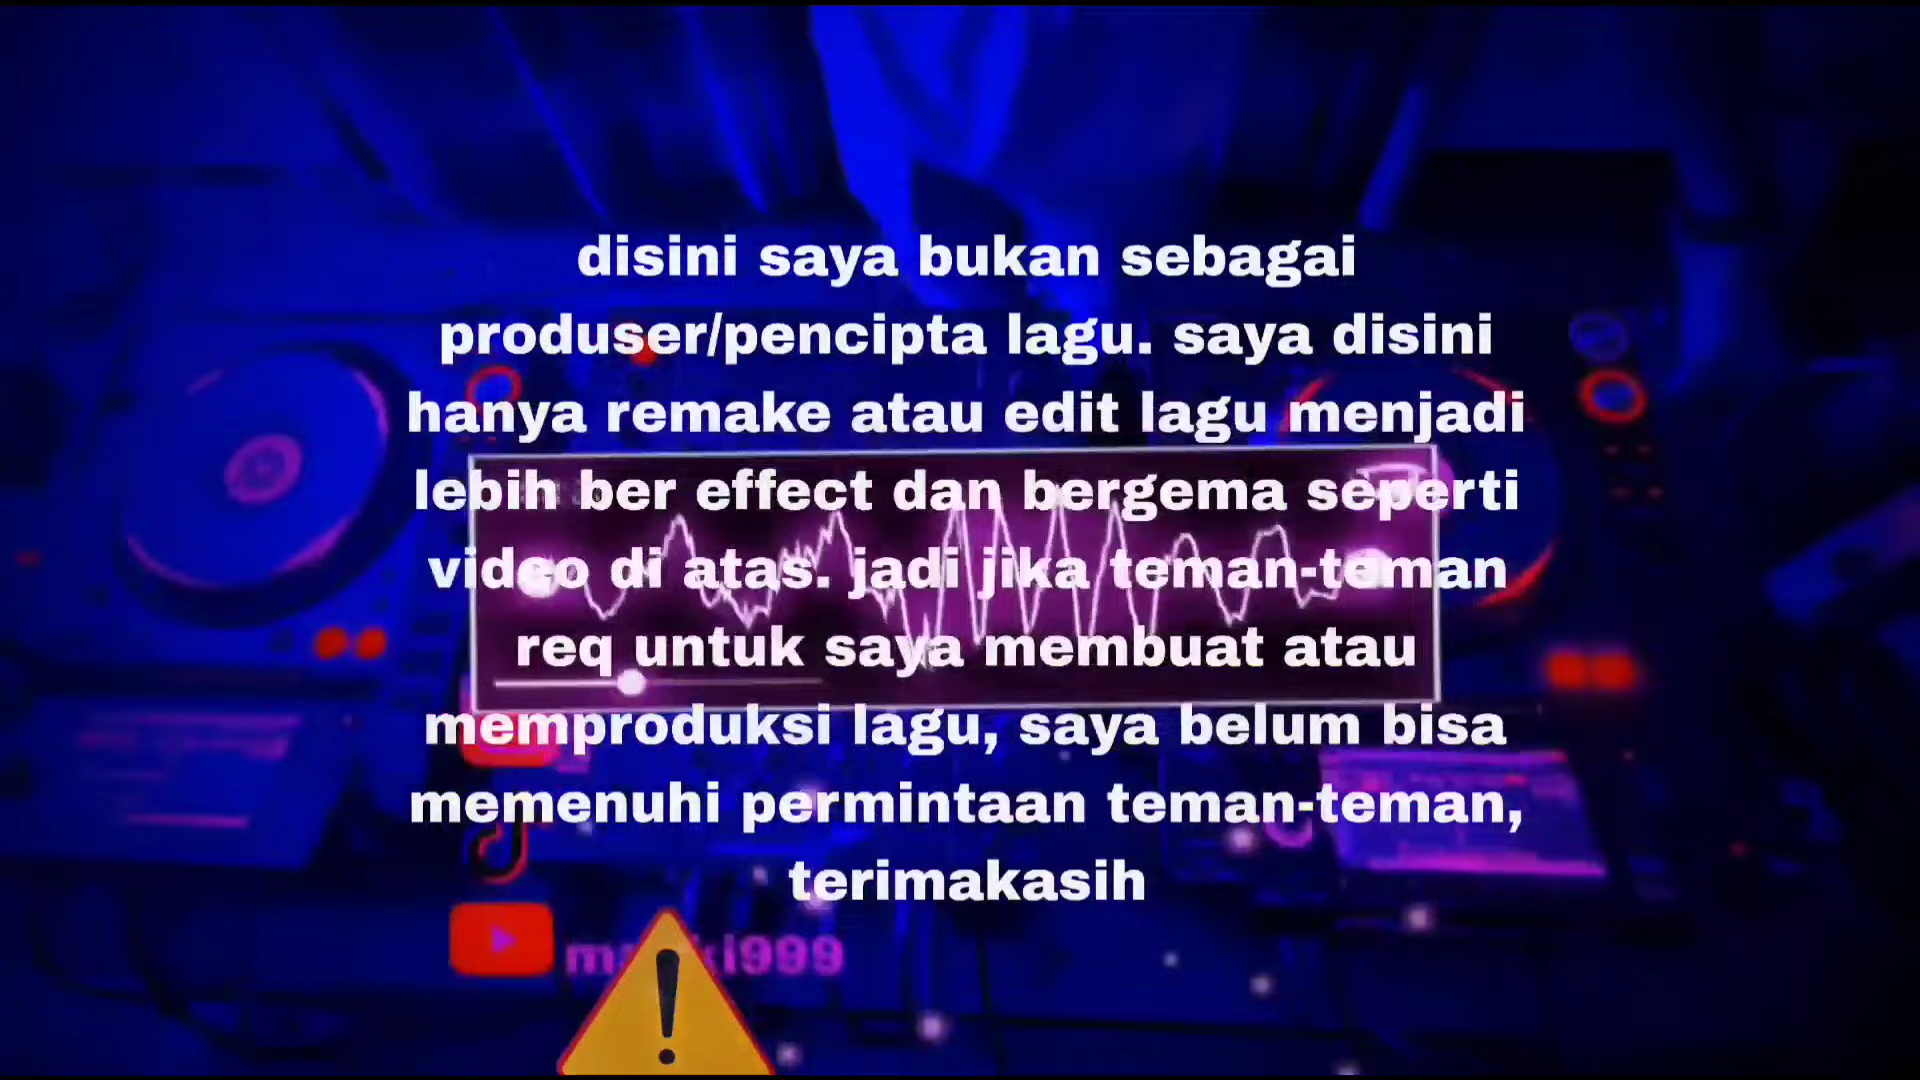 disini saya bukan sebagai
produser/pencipta lagu. saya disini
hanya remake atau edit lagu menjadi
lebih ber effect dan bergema seperti
video di atas. jadi jika teman-teman
req untuk saya membuat atau
memproduksi lagu, saya belum bisa
memenuhi permintaan teman-teman,
terimakasih